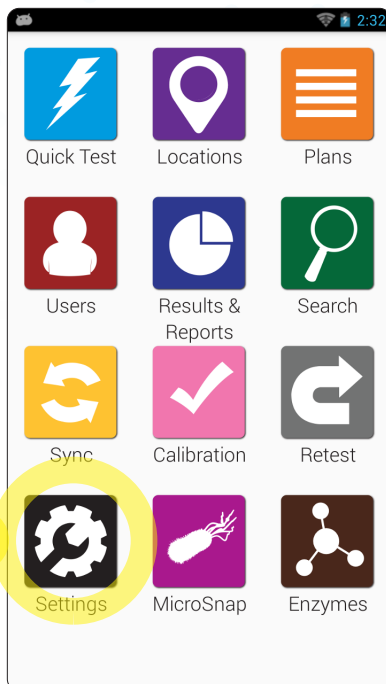 2:32
Quick Test
Locations
Plans
Users
Results &
Reports
Search
Sync
Calibration
Retest
Settings
MicroSnap
Enzymes